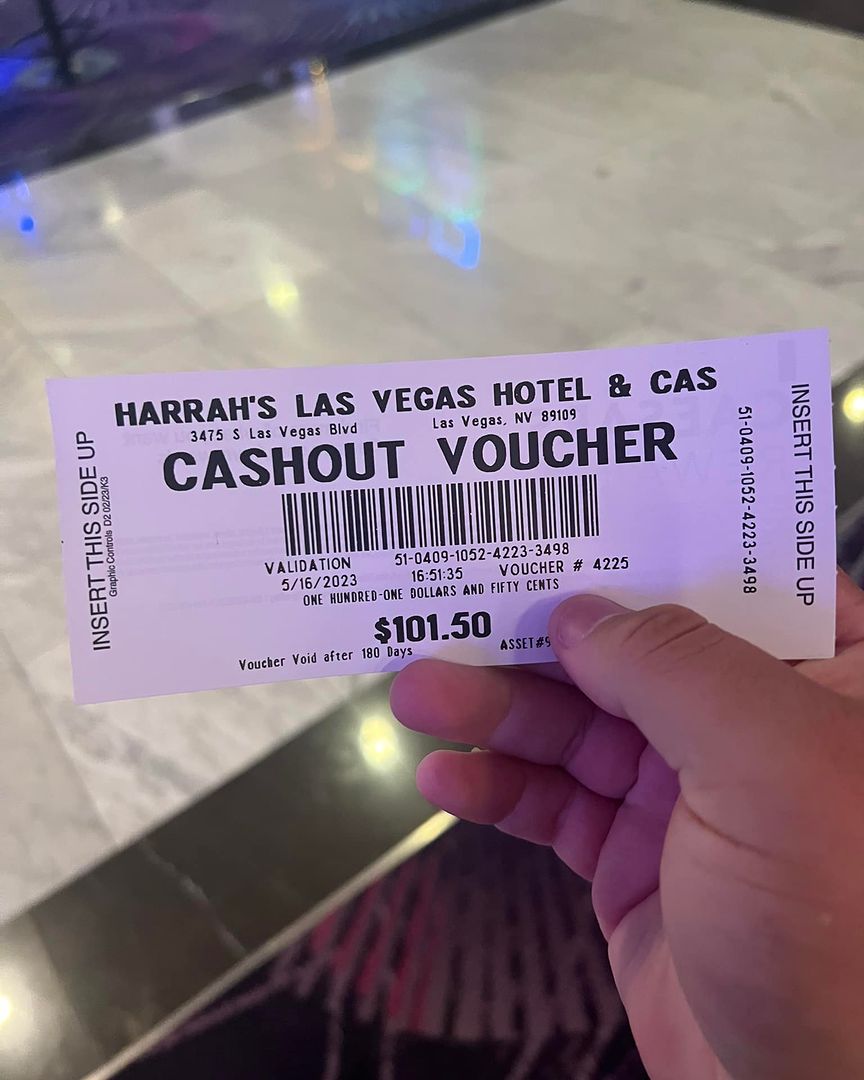 HARRAH'S LAS VEGAS HOTEL & CAS
3475 S Las Vegas Blvd Las Vegas, NV 89109
CASHOUT VOUCHER
VALIDATION 51-0409-1052-4223-3498
5/16/2023 16:51:35 VOUCHER # 4225
ONE HUNDRED-ONE DOLLARS AND FIFTY CENTS
$101.50
Voucher Void after 180 Days ASSET#9
INSERT THIS SIDE UP
Graphic Controls D2 02/23/K3
51-0409-1052-4223-3498
INSERT THIS SIDE UP